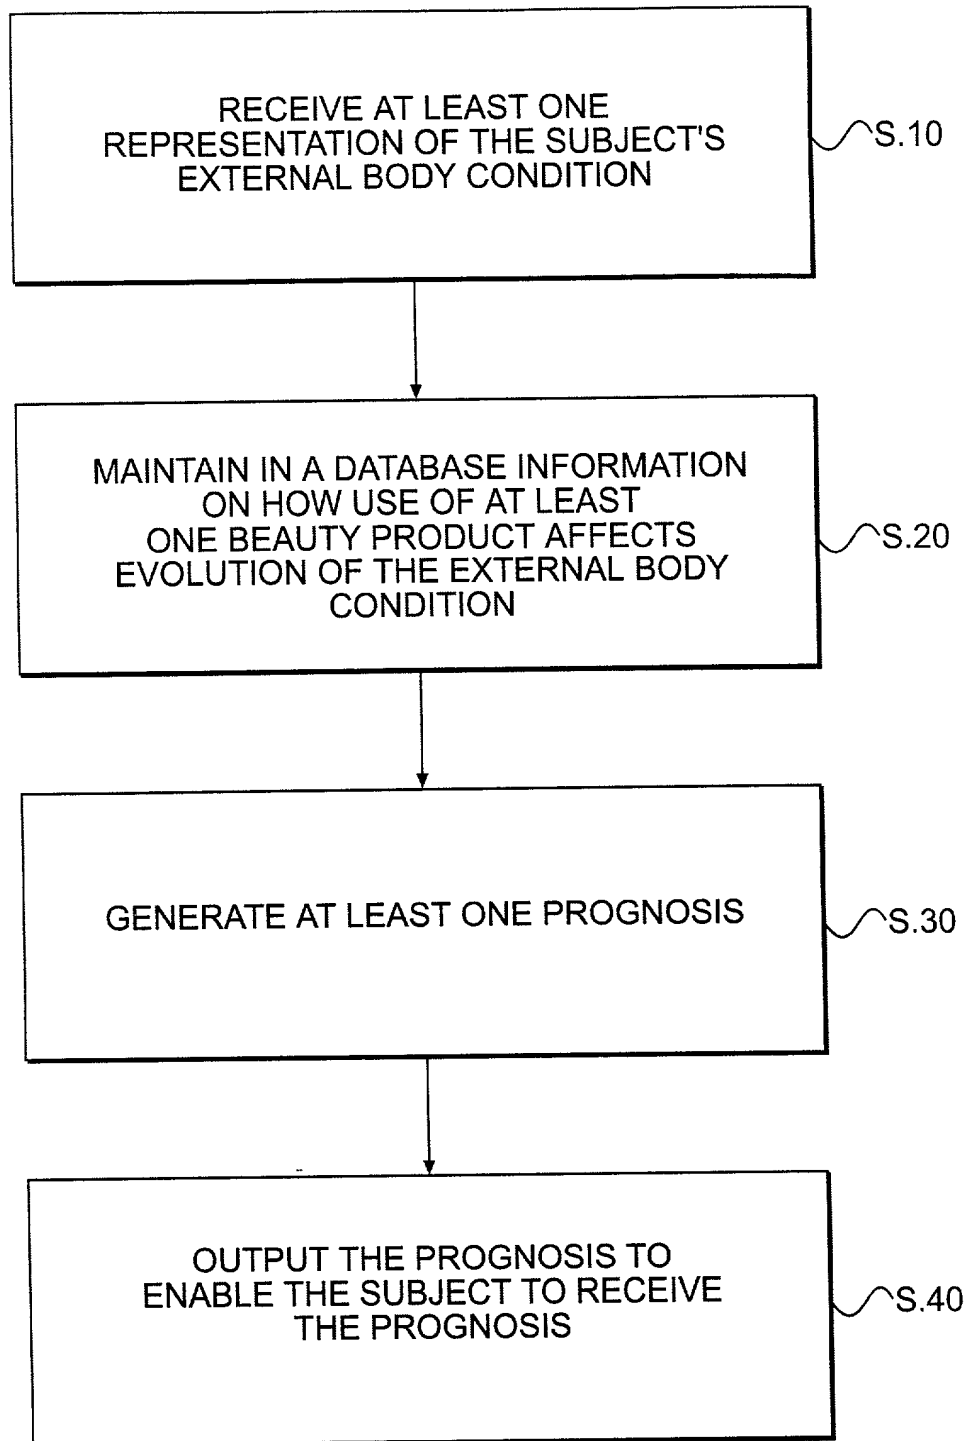 RECEIVE AT LEAST ONE
REPRESENTATION OF THE SUBJECT'S
EXTERNAL BODY CONDITION
S.10
MAINTAIN IN A DATABASE INFORMATION
ON HOW USE OF AT LEAST
ONE BEAUTY PRODUCT AFFECTS
EVOLUTION OF THE EXTERNAL BODY
CONDITION
S.20
GENERATE AT LEAST ONE PROGNOSIS
S.30
OUTPUT THE PROGNOSIS TO
ENABLE THE SUBJECT TO RECEIVE
THE PROGNOSIS
S.40